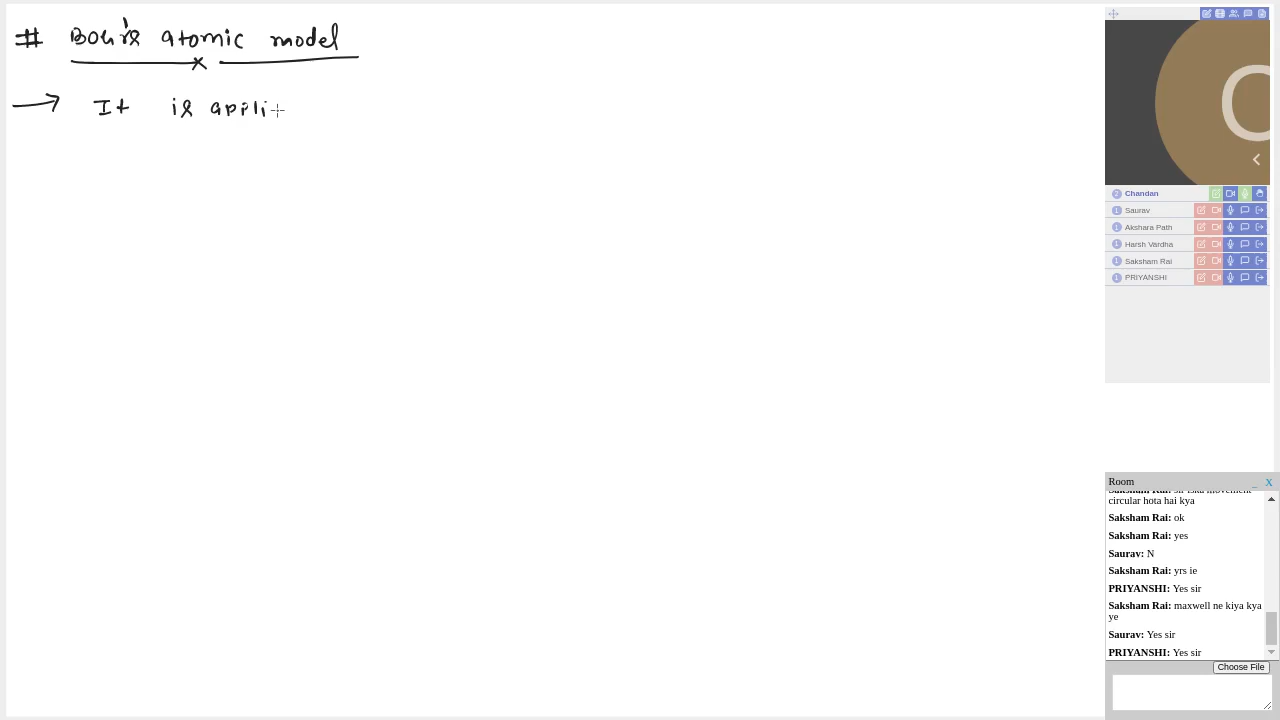 # Bohr's atomic model
→ It is appli
Chandan
Saurav
Akshara Path
Harsh Vardha
Saksham Rai
PRIYANSHI
Room _ X
circular hota hai kya
Saksham Rai: ok
Saksham Rai: yes
Saurav: N
Saksham Rai: yrs ie
PRIYANSHI: Yes sir
Saksham Rai: maxwell ne kiya kya
ye
Saurav: Yes sir
PRIYANSHI: Yes sir
Choose File